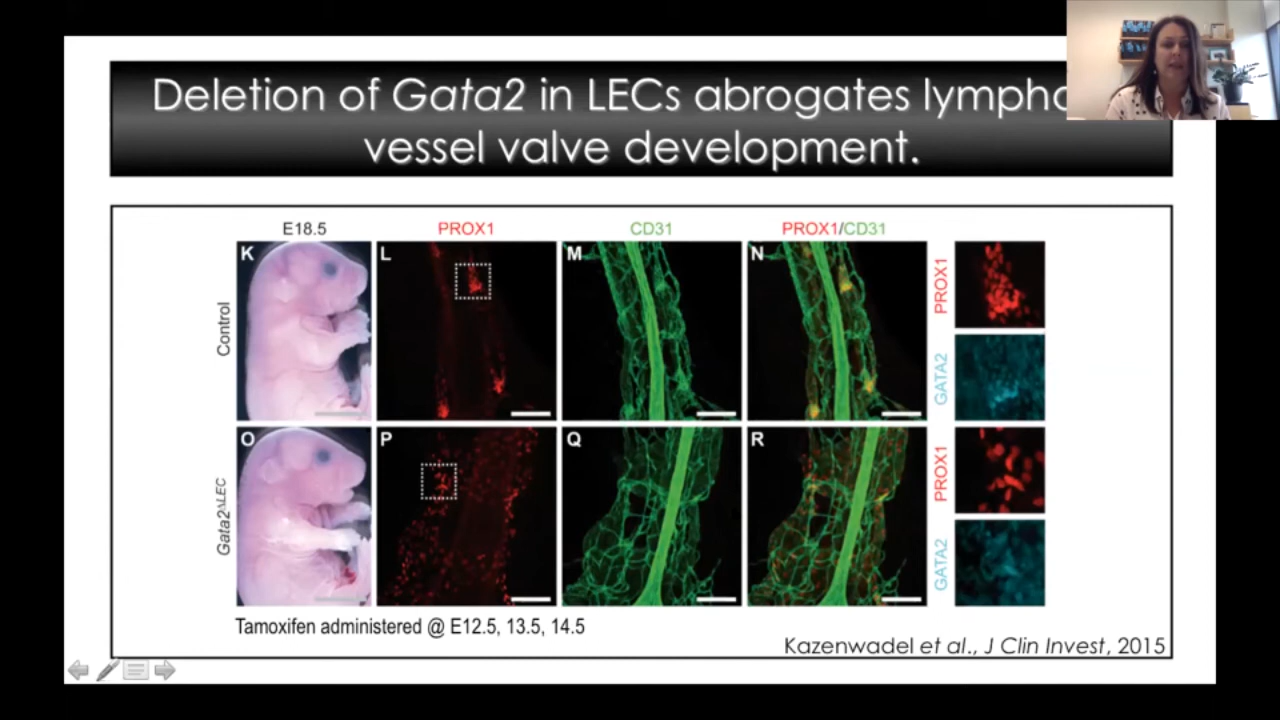 Deletion of Gata2 in LECs abrogates
vessel valve development.
E18.5 PROX1 CD31 PROX1/CD31
Control
K L M N
PROX1
GATA2
Gata2ΔLEC
O P Q R
PROX1
GATA2
Tamoxifen administered @ E12.5, 13.5, 14.5
Kazenwadel et al., J Clin Invest, 2015